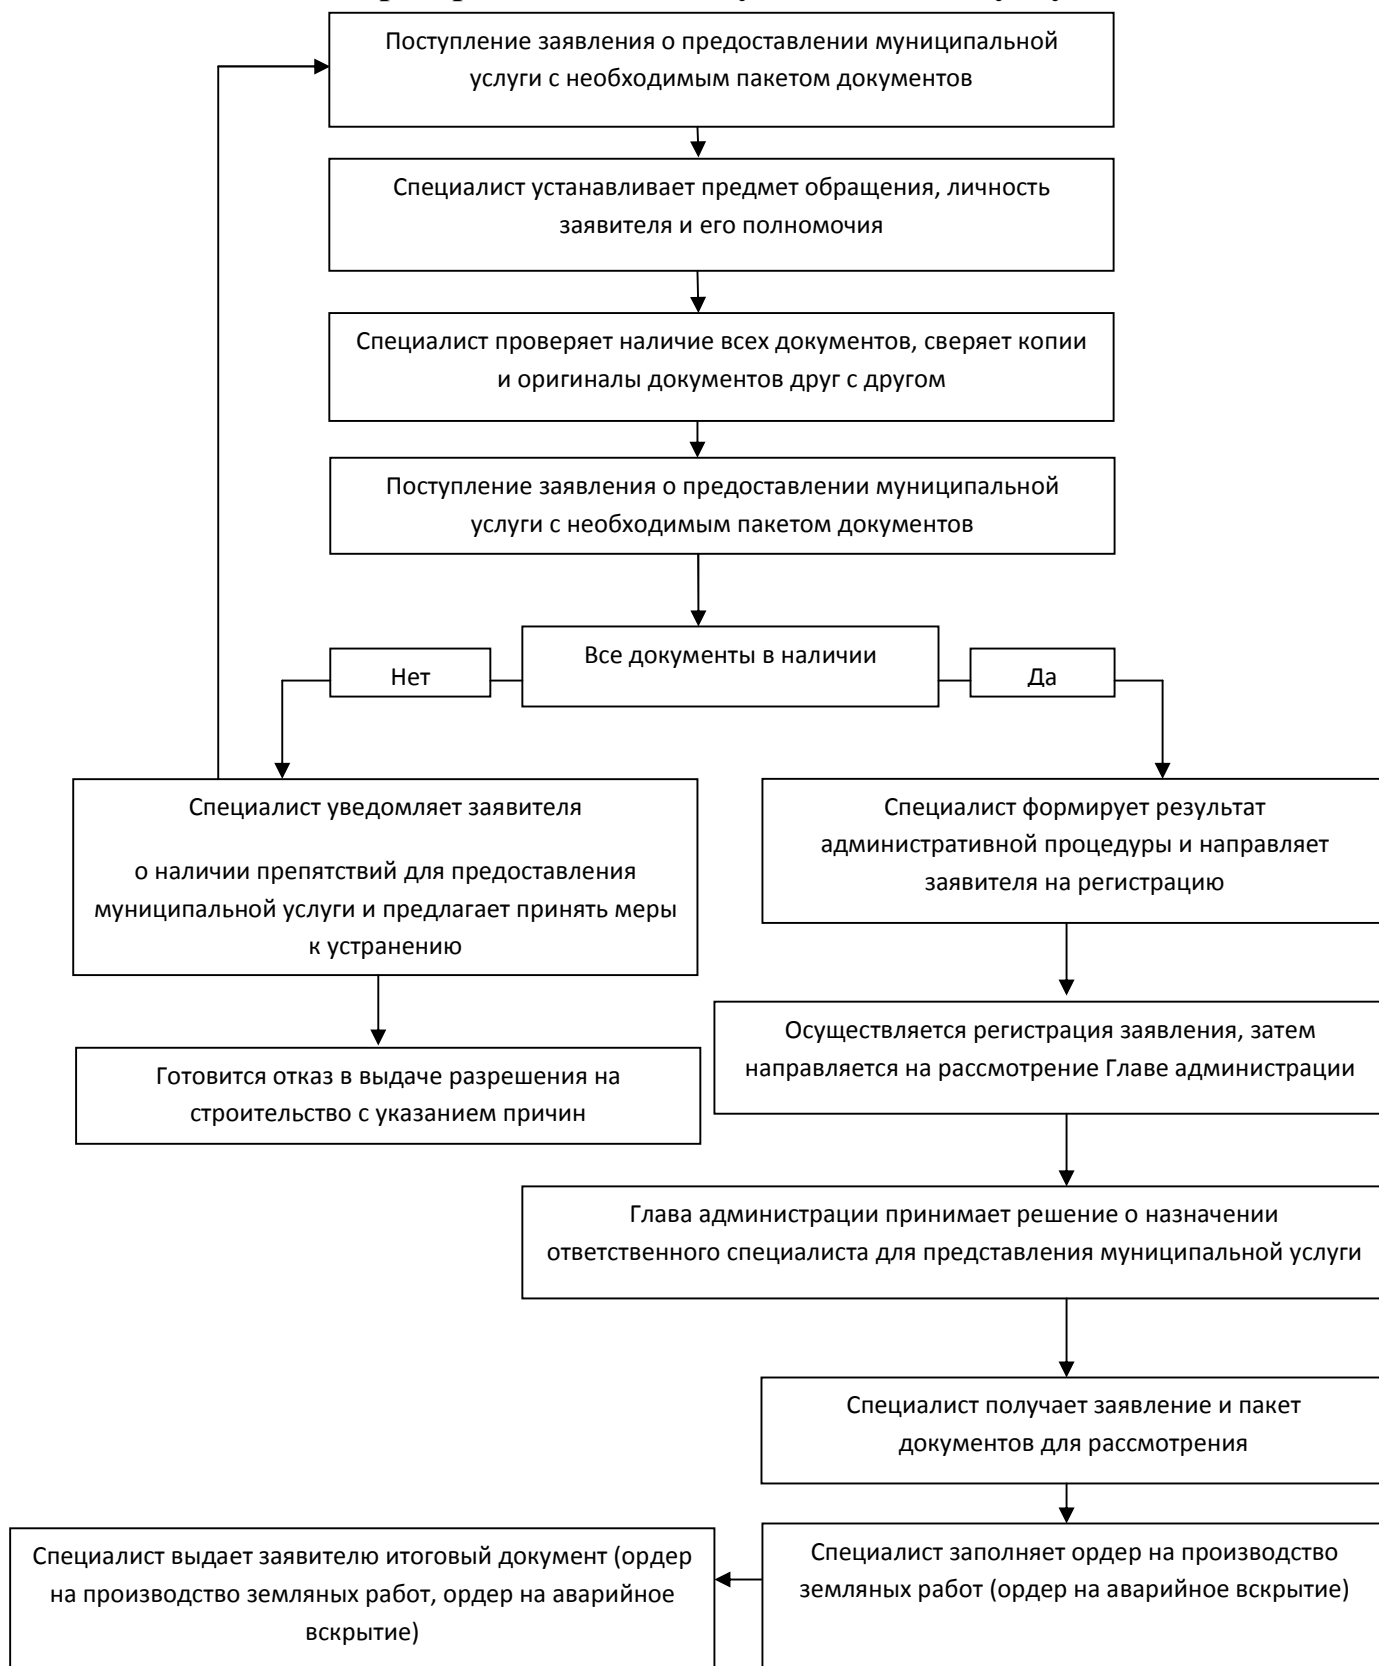 Поступление заявления о предоставлении муниципальной
услуги с необходимым пакетом документов
Специалист устанавливает предмет обращения, личность
заявителя и его полномочия
Специалист проверяет наличие всех документов, сверяет копии
и оригиналы документов друг с другом
Поступление заявления о предоставлении муниципальной
услуги с необходимым пакетом документов
Все документы в наличии
Нет
Да
Специалист уведомляет заявителя
о наличии препятствий для предоставления
муниципальной услуги и предлагает принять меры
к устранению
Специалист формирует результат
административной процедуры и направляет
заявителя на регистрацию
Осуществляется регистрация заявления, затем
направляется на рассмотрение Главе администрации
Готовится отказ в выдаче разрешения на
строительство с указанием причин
Глава администрации принимает решение о назначении
ответственного специалиста для представления муниципальной услуги
Специалист получает заявление и пакет
документов для рассмотрения
Специалист заполняет ордер на производство
земляных работ (ордер на аварийное вскрытие)
Специалист выдает заявителю итоговый документ (ордер
на производство земляных работ, ордер на аварийное
вскрытие)